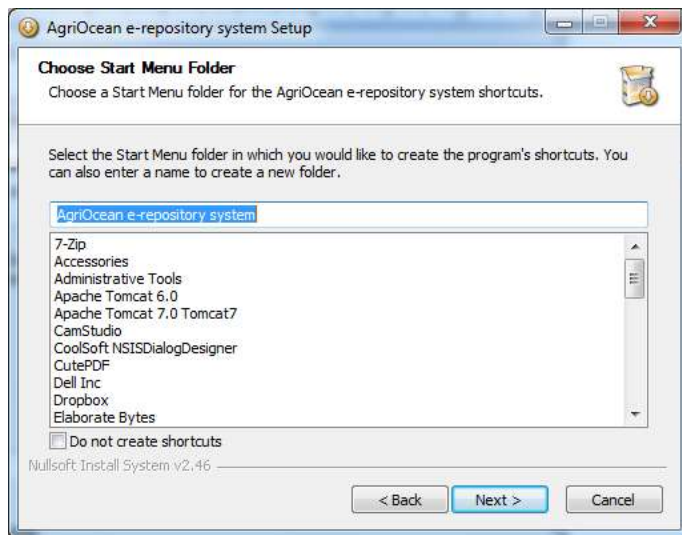 AgriOcean e-repository system Setup
Choose Start Menu Folder
Choose a Start Menu folder for the AgriOcean e-repository system shortcuts.
Select the Start Menu folder in which you would like to create the program's shortcuts. You
can also enter a name to create a new folder.
AgriOcean e-repository system
7-Zip
Accessories
Administrative Tools
Apache Tomcat 6.0
Apache Tomcat 7.0 Tomcat7
CamStudio
CoolSoft NSISDialogDesigner
CutePDF
Dell Inc
Dropbox
Elaborate Bytes
Do not create shortcuts
Nullsoft Install System v2.46
< Back Next > Cancel